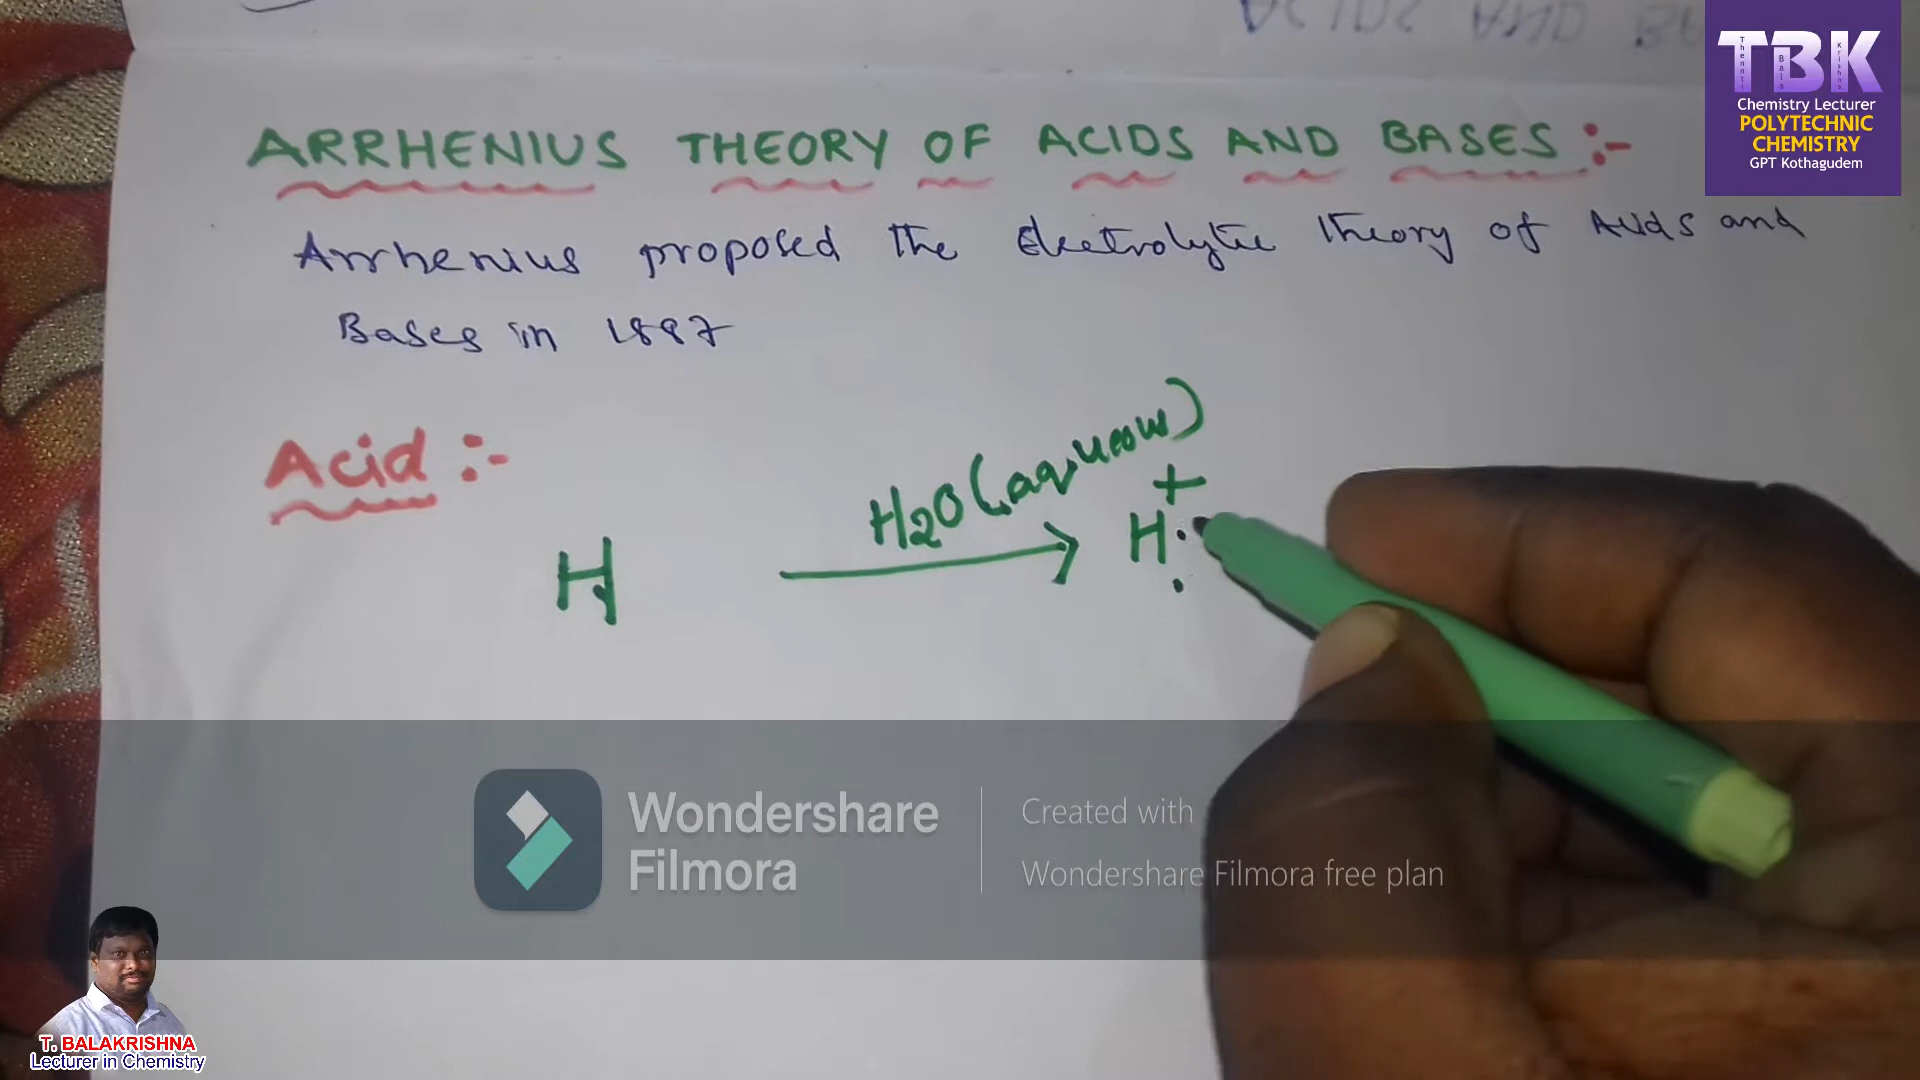 TBK
Chemistry Lecturer
POLYTECHNIC
CHEMISTRY
GPT Kothagudem
ARRHENIUS THEORY OF ACIDS AND BASES :-
Arrhenius proposed the Electrolytic theory of Acids and
Bases in 1887
Acid :-
H H2O (aqueous) H+
Wondershare
Filmora
Created with
Wondershare Filmora free plan
T. BALAKRISHNA
Lecturer in Chemistry